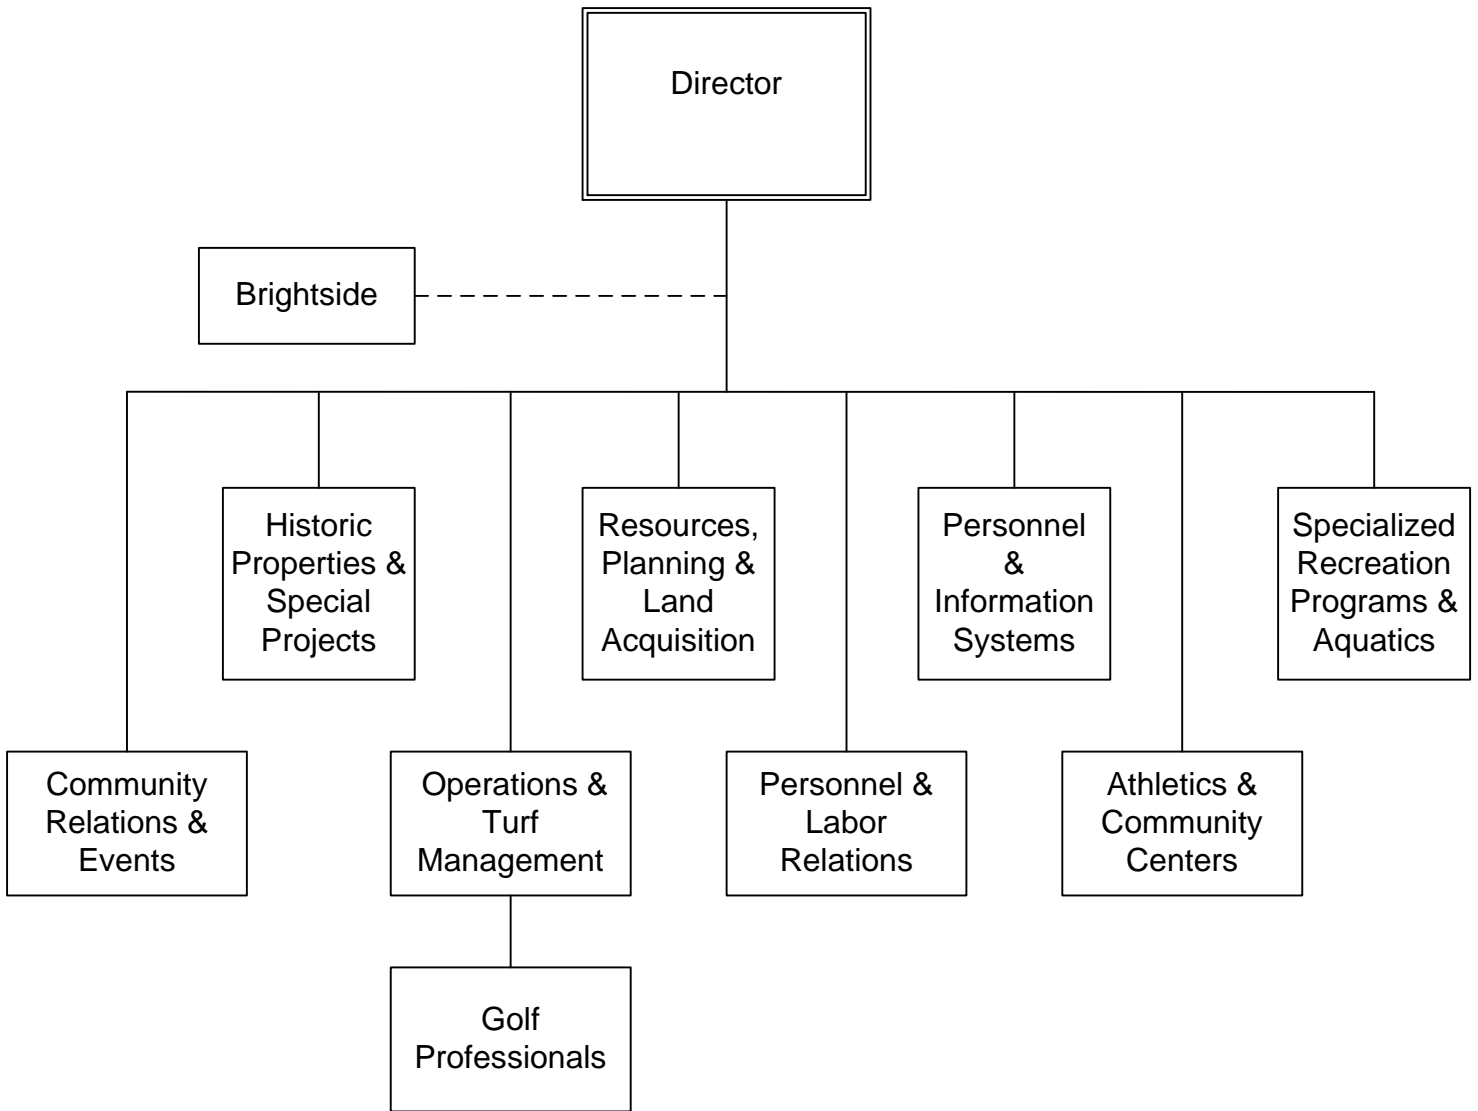 Director
Brightside
Historic
Properties &
Special
Projects
Resources,
Planning &
Land
Acquisition
Personnel
&
Information
Systems
Specialized
Recreation
Programs &
Aquatics
Community
Relations &
Events
Operations &
Turf
Management
Personnel &
Labor
Relations
Athletics &
Community
Centers
Golf
Professionals